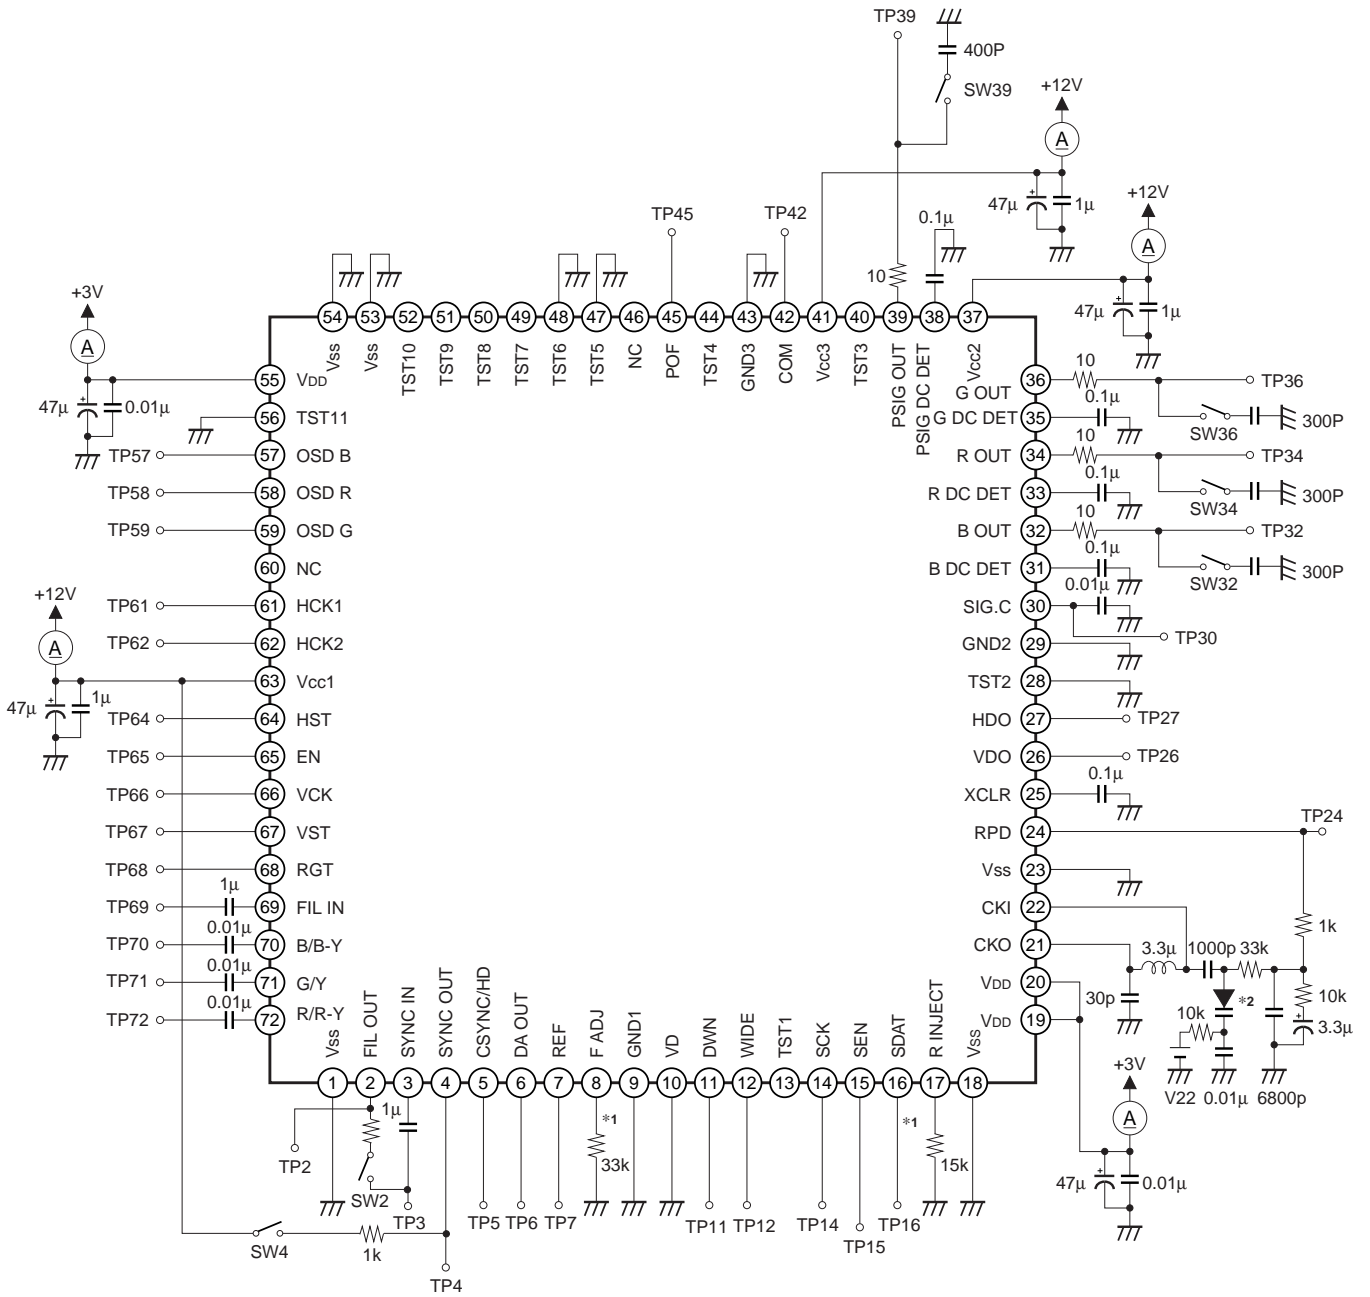 TP39
400P
SW39
+12V
A
47μ
1μ
+12V
A
47μ
1μ
TP45
TP42
0.1μ
10
+3V
A
47μ
0.01μ
54 53 52 51 50 49 48 47 46 45 44 43 42 41 40 39 38 37
Vss
Vss
TST10
TST9
TST8
TST7
TST6
TST5
NC
POF
TST4
GND3
COM
Vcc3
TST3
PSIG OUT
PSIG DC DET
Vcc2
55 VDD
56 TST11
TP57 57 OSD B
TP58 58 OSD R
TP59 59 OSD G
60 NC
TP61 61 HCK1
TP62 62 HCK2
+12V
A
47μ
1μ
63 Vcc1
TP64 64 HST
TP65 65 EN
TP66 66 VCK
TP67 67 VST
TP68 68 RGT
TP69 1μ 69 FIL IN
TP70 0.01μ 70 B/B-Y
TP71 0.01μ 71 G/Y
TP72 0.01μ 72 R/R-Y
G OUT 36 10 TP36
SW36 300P
G DC DET 35 0.1μ
R OUT 34 10 TP34
SW34 300P
R DC DET 33 0.1μ
B OUT 32 10 TP32
SW32 300P
B DC DET 31 0.1μ
SIG.C 30 0.01μ
TP30
GND2 29
TST2 28
HDO 27 TP27
VDO 26 TP26
XCLR 25 0.1μ
RPD 24 TP24
Vss 23
CKI 22
CKO 21
VDD 20
VDD 19
1k
3.3μ 1000p 33k
30p
10k
*2
10k
3.3μ
V22 0.01μ 6800p
+3V
A
47μ
0.01μ
Vss
FIL OUT
SYNC IN
SYNC OUT
CSYNC/HD
DA OUT
REF
F ADJ
GND1
VD
DWN
WIDE
TST1
SCK
SEN
SDAT
R INJECT
Vss
1 2 3 4 5 6 7 8 9 10 11 12 13 14 15 16 17 18
1μ
*1
33k
*1
15k
TP2
SW2
TP3
TP5
TP6
TP7
TP11
TP12
TP14
TP15
TP16
SW4
1k
TP4